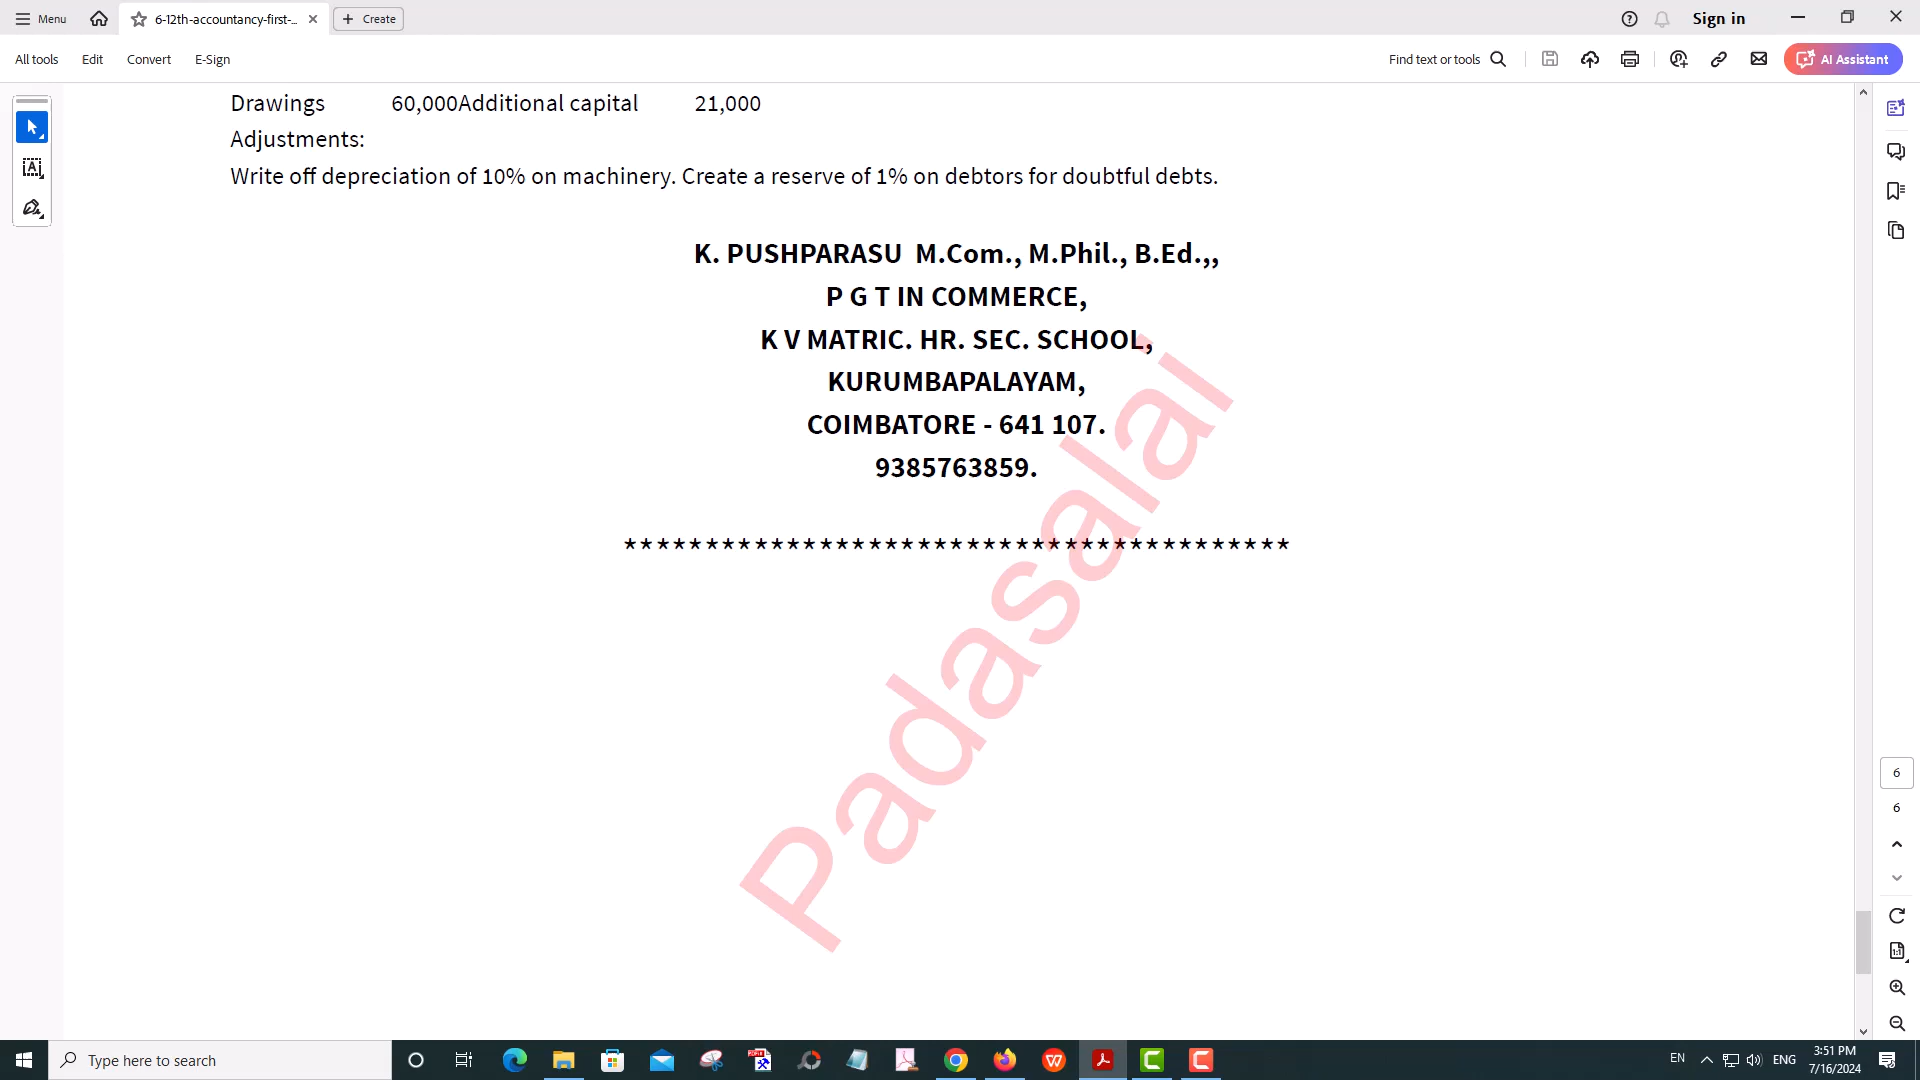 Menu
6-12th-accountancy-first-...
Create
Sign in
All tools
Edit
Convert
E-Sign
Find text or tools
AI Assistant
Drawings 60,000Additional capital 21,000
Adjustments:
Write off depreciation of 10% on machinery. Create a reserve of 1% on debtors for doubtful debts.
K. PUSHPARASU M.Com., M.Phil., B.Ed.,,
P G T IN COMMERCE,
K V MATRIC. HR. SEC. SCHOOL,
KURUMBAPALAYAM,
COIMBATORE - 641 107.
9385763859.
*****************************************
Padasalai
6
6
Type here to search
EN
ENG
3:51 PM
7/16/2024